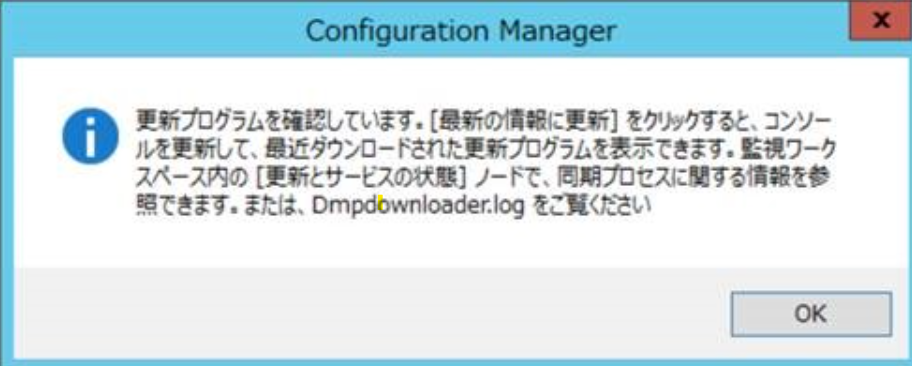 Configuration Manager
x
更新プログラムを確認しています。[最新の情報に更新] をクリックすると、コンソー
ルを更新して、最近ダウンロードされた更新プログラムを表示できます。監視ワーク
スペース内の [更新とサービスの状態] ノードで、同期プロセスに関する情報を参
照できます。または、Dmpdownloader.log をご覧ください
OK